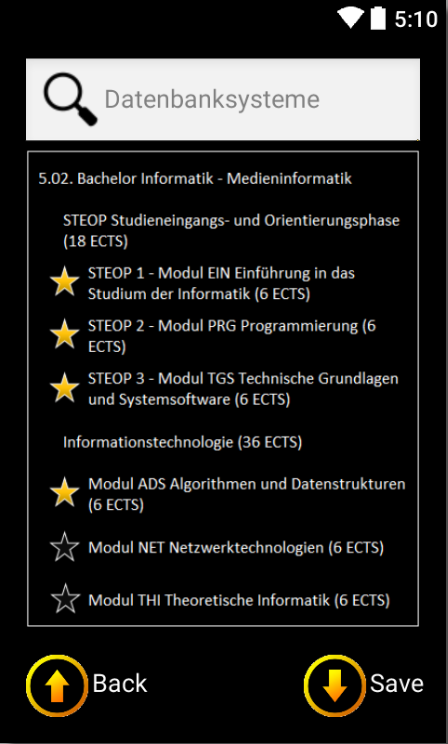 5:10
Datenbanksysteme
5.02. Bachelor Informatik - Medieninformatik
STEOP Studieneingangs- und Orientierungsphase
(18 ECTS)
STEOP 1 - Modul EIN Einführung in das
Studium der Informatik (6 ECTS)
STEOP 2 - Modul PRG Programmierung (6
ECTS)
STEOP 3 - Modul TGS Technische Grundlagen
und Systemsoftware (6 ECTS)
Informationstechnologie (36 ECTS)
Modul ADS Algorithmen und Datenstrukturen
(6 ECTS)
Modul NET Netzwerktechnologien (6 ECTS)
Modul THI Theoretische Informatik (6 ECTS)
Back
Save